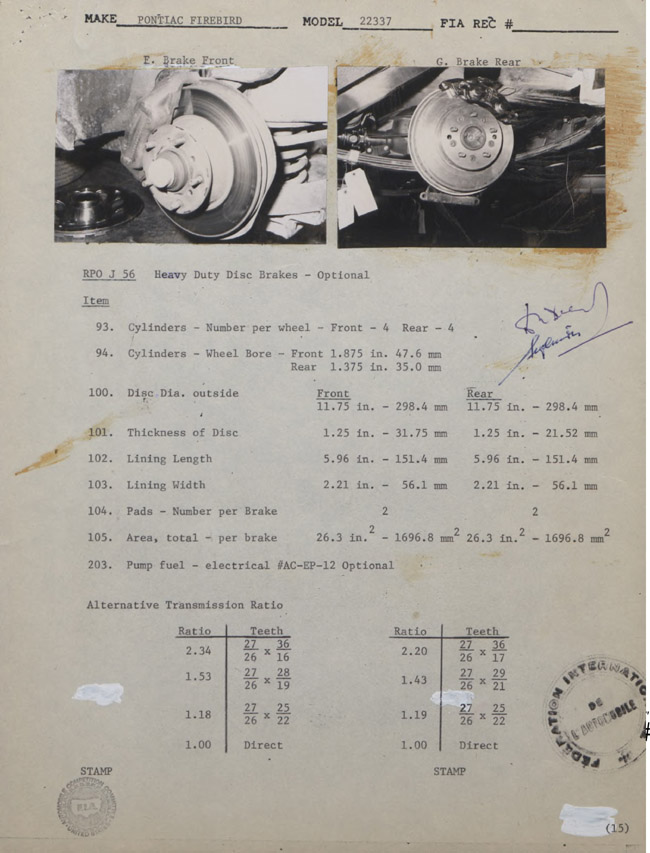 MAKE PONTIAC FIREBIRD MODEL 22337 FIA REC #
E. Brake Front G. Brake Rear
RPO J 56 Heavy Duty Disc Brakes - Optional
Item
93. Cylinders - Number per wheel - Front - 4 Rear - 4
94. Cylinders - Wheel Bore - Front 1.875 in. 47.6 mm
Rear 1.375 in. 35.0 mm
Front Rear
100. Disc Dia. outside 11.75 in. - 298.4 mm 11.75 in. - 298.4 mm
101. Thickness of Disc 1.25 in. - 31.75 mm 1.25 in. - 21.52 mm
102. Lining Length 5.96 in. - 151.4 mm 5.96 in. - 151.4 mm
103. Lining Width 2.21 in. - 56.1 mm 2.21 in. - 56.1 mm
104. Pads - Number per Brake 2 2
105. Area, total - per brake 26.3 in.² - 1696.8 mm² 26.3 in.² - 1696.8 mm²
203. Pump fuel - electrical #AC-EP-12 Optional
Alternative Transmission Ratio
Ratio Teeth Ratio Teeth
2.34 27/26 x 36/16 2.20 27/26 x 36/17
1.53 27/26 x 28/19 1.43 27/26 x 29/21
1.18 27/26 x 25/22 1.19 27/26 x 25/22
1.00 Direct 1.00 Direct
FEDERATION INTERNATIO
DE
L'AUTOMOBILE
#
STAMP STAMP
F.I.A.
(15)